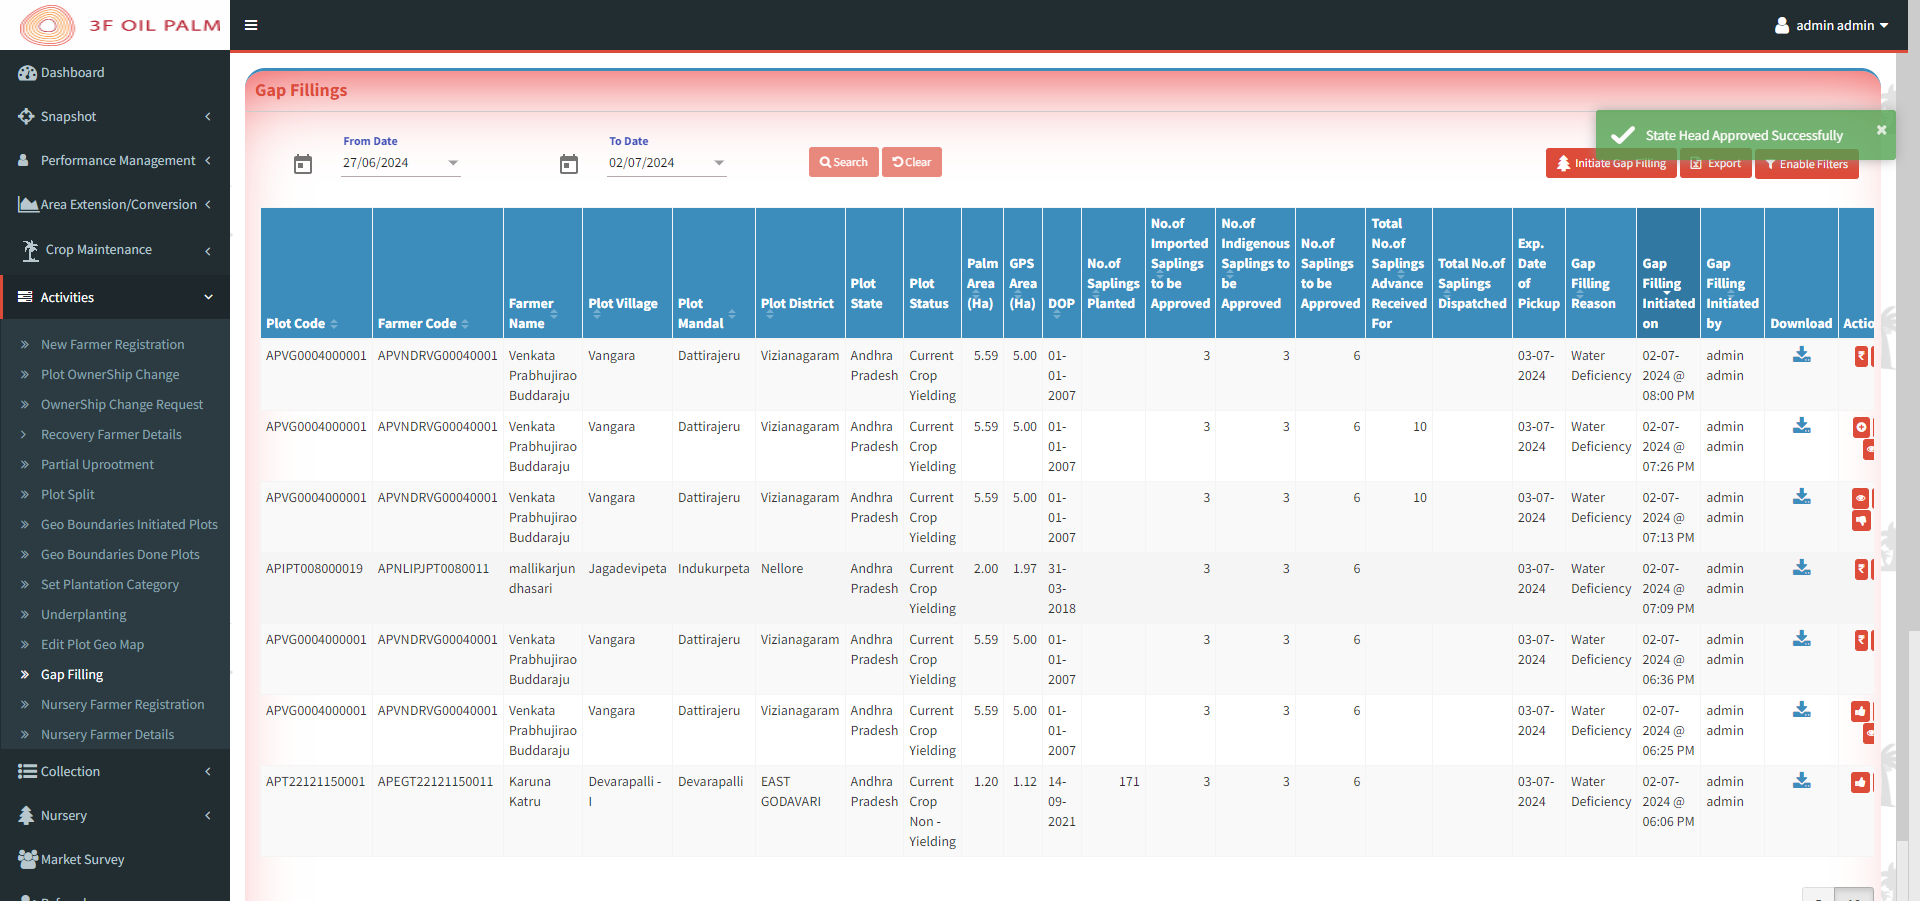 3F OIL PALM
admin admin
Dashboard
Snapshot
Performance Management
Area Extension/Conversion
Crop Maintenance
Activities
New Farmer Registration
Plot OwnerShip Change
OwnerShip Change Request
Recovery Farmer Details
Partial Uprootment
Plot Split
Geo Boundaries Initiated Plots
Geo Boundaries Done Plots
Set Plantation Category
Underplanting
Edit Plot Geo Map
Gap Filling
Nursery Farmer Registration
Nursery Farmer Details
Collection
Nursery
Market Survey
Gap Fillings
State Head Approved Successfully
From Date
27/06/2024
To Date
02/07/2024
Search
Clear
Initiate Gap Filling
Export
Enable Filters
Plot Code
Farmer Code
Farmer
Name
Plot Village
Plot
Mandal
Plot District
Plot
State
Plot
Status
Palm
Area
(Ha)
GPS
Area
(Ha)
DOP
No.of
Saplings
Planted
No.of
Imported
Saplings
to be
Approved
No.of
Indigenous
Saplings to
be
Approved
No.of
Saplings
to be
Approved
Total
No.of
Saplings
Advance
Received
For
Total No.of
Saplings
Dispatched
Exp.
Date
of
Pickup
Gap
Filling
Reason
Gap
Filling
Initiated
on
Gap
Filling
Initiated
by
Download
Actio
APVG0004000001 APVNDRVG00040001 Venkata Vangara Dattirajeru Vizianagaram Andhra Current 5.59 5.00 01- 3 3 6 03-07- Water 02-07- admin ₹
Prabhujirao Pradesh Crop 01- 2024 Deficiency 2024 @ admin
Buddaraju Yielding 2007 08:00 PM
APVG0004000001 APVNDRVG00040001 Venkata Vangara Dattirajeru Vizianagaram Andhra Current 5.59 5.00 01- 3 3 6 10 03-07- Water 02-07- admin
Prabhujirao Pradesh Crop 01- 2024 Deficiency 2024 @ admin
Buddaraju Yielding 2007 07:26 PM
APVG0004000001 APVNDRVG00040001 Venkata Vangara Dattirajeru Vizianagaram Andhra Current 5.59 5.00 01- 3 3 6 10 03-07- Water 02-07- admin
Prabhujirao Pradesh Crop 01- 2024 Deficiency 2024 @ admin
Buddaraju Yielding 2007 07:13 PM
APIPT008000019 APNLIPJPT0080011 mallikarjun Jagadevipeta Indukurpeta Nellore Andhra Current 2.00 1.97 31- 3 3 6 03-07- Water 02-07- admin ₹
dhasari Pradesh Crop 03- 2024 Deficiency 2024 @ admin
Yielding 2018 07:09 PM
APVG0004000001 APVNDRVG00040001 Venkata Vangara Dattirajeru Vizianagaram Andhra Current 5.59 5.00 01- 3 3 6 03-07- Water 02-07- admin ₹
Prabhujirao Pradesh Crop 01- 2024 Deficiency 2024 @ admin
Buddaraju Yielding 2007 06:36 PM
APVG0004000001 APVNDRVG00040001 Venkata Vangara Dattirajeru Vizianagaram Andhra Current 5.59 5.00 01- 3 3 6 03-07- Water 02-07- admin
Prabhujirao Pradesh Crop 01- 2024 Deficiency 2024 @ admin
Buddaraju Yielding 2007 06:25 PM
APT22121150001 APEGT22121150011 Karuna Devarapalli - Devarapalli EAST Andhra Current 1.20 1.12 14- 171 3 3 6 03-07- Water 02-07- admin
Katru I GODAVARI Pradesh Crop 09- 2024 Deficiency 2024 @ admin
Non - 2021 06:06 PM
Yielding